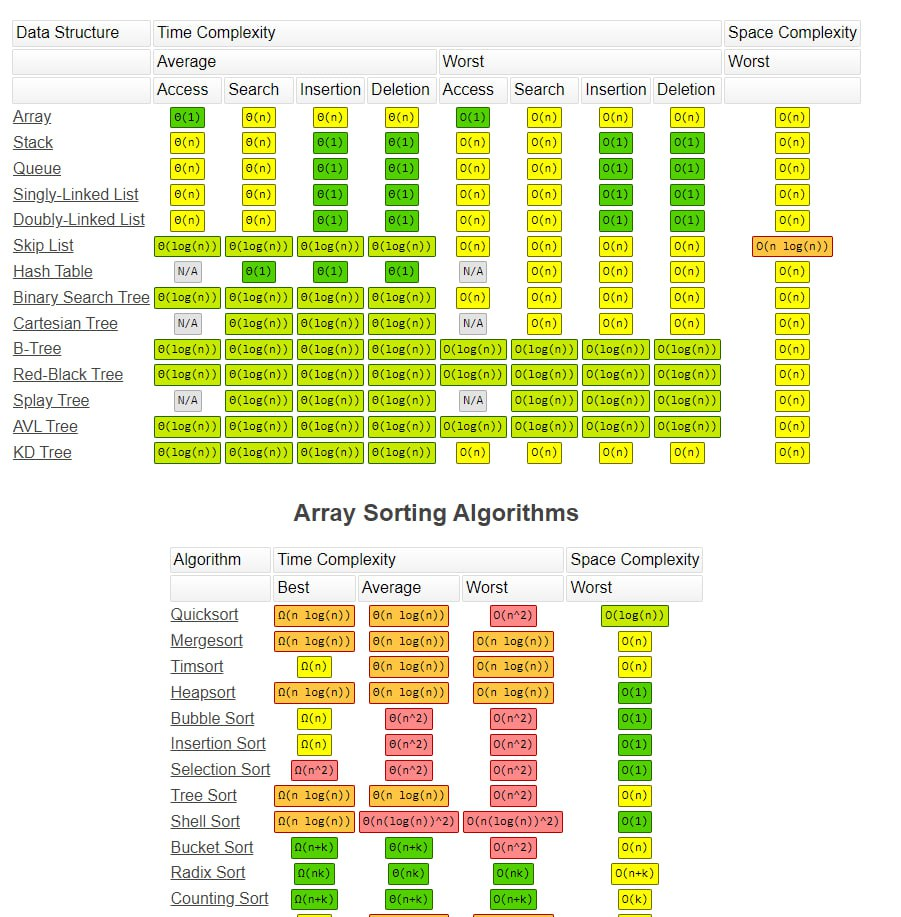 Data Structure Time Complexity Space Complexity
Average Worst Worst
Access Search Insertion Deletion Access Search Insertion Deletion
Array Θ(1) Θ(n) Θ(n) Θ(n) O(1) O(n) O(n) O(n) O(n)
Stack Θ(n) Θ(n) Θ(1) Θ(1) O(n) O(n) O(1) O(1) O(n)
Queue Θ(n) Θ(n) Θ(1) Θ(1) O(n) O(n) O(1) O(1) O(n)
Singly-Linked List Θ(n) Θ(n) Θ(1) Θ(1) O(n) O(n) O(1) O(1) O(n)
Doubly-Linked List Θ(n) Θ(n) Θ(1) Θ(1) O(n) O(n) O(1) O(1) O(n)
Skip List Θ(log(n)) Θ(log(n)) Θ(log(n)) Θ(log(n)) O(n) O(n) O(n) O(n) O(n log(n))
Hash Table N/A Θ(1) Θ(1) Θ(1) N/A O(n) O(n) O(n) O(n)
Binary Search Tree Θ(log(n)) Θ(log(n)) Θ(log(n)) Θ(log(n)) O(n) O(n) O(n) O(n) O(n)
Cartesian Tree N/A Θ(log(n)) Θ(log(n)) Θ(log(n)) N/A O(n) O(n) O(n) O(n)
B-Tree Θ(log(n)) Θ(log(n)) Θ(log(n)) Θ(log(n)) O(log(n)) O(log(n)) O(log(n)) O(log(n)) O(n)
Red-Black Tree Θ(log(n)) Θ(log(n)) Θ(log(n)) Θ(log(n)) O(log(n)) O(log(n)) O(log(n)) O(log(n)) O(n)
Splay Tree N/A Θ(log(n)) Θ(log(n)) Θ(log(n)) N/A O(log(n)) O(log(n)) O(log(n)) O(n)
AVL Tree Θ(log(n)) Θ(log(n)) Θ(log(n)) Θ(log(n)) O(log(n)) O(log(n)) O(log(n)) O(log(n)) O(n)
KD Tree Θ(log(n)) Θ(log(n)) Θ(log(n)) Θ(log(n)) O(n) O(n) O(n) O(n) O(n)
Array Sorting Algorithms
Algorithm Time Complexity Space Complexity
Best Average Worst Worst
Quicksort Ω(n log(n)) Θ(n log(n)) O(n^2) O(log(n))
Mergesort Ω(n log(n)) Θ(n log(n)) O(n log(n)) O(n)
Timsort Ω(n) Θ(n log(n)) O(n log(n)) O(n)
Heapsort Ω(n log(n)) Θ(n log(n)) O(n log(n)) O(1)
Bubble Sort Ω(n) Θ(n^2) O(n^2) O(1)
Insertion Sort Ω(n) Θ(n^2) O(n^2) O(1)
Selection Sort Ω(n^2) Θ(n^2) O(n^2) O(1)
Tree Sort Ω(n log(n)) Θ(n log(n)) O(n^2) O(n)
Shell Sort Ω(n log(n)) Θ(n(log(n))^2) O(n(log(n))^2) O(1)
Bucket Sort Ω(n+k) Θ(n+k) O(n^2) O(n)
Radix Sort Ω(nk) Θ(nk) O(nk) O(n+k)
Counting Sort Ω(n+k) Θ(n+k) O(n+k) O(k)